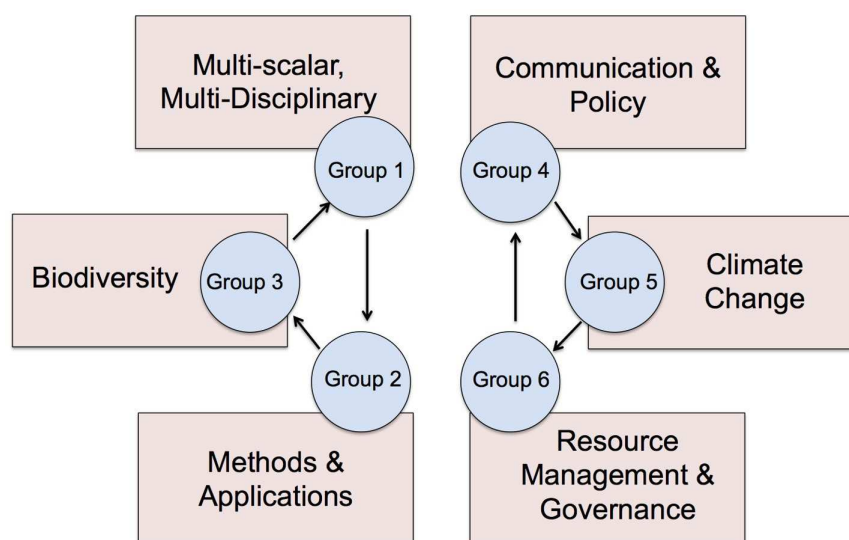 Multi-scalar,
Multi-Disciplinary
Group 1
Communication &
Policy
Group 4
Biodiversity
Group 3
Group 5
Climate
Change
Group 2
Methods &
Applications
Group 6
Resource
Management &
Governance